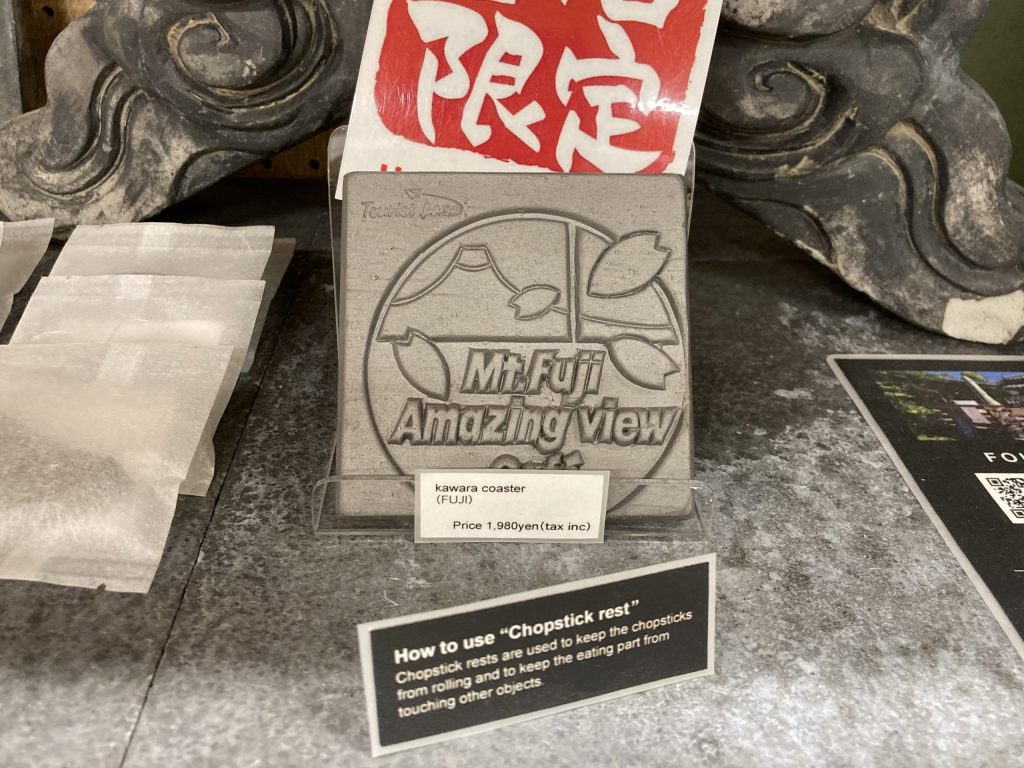 限定
Tourist
Mt.Fuji
Amazing view
kawara coaster
(FUJI)
Price 1,980yen(tax inc)
How to use “Chopstick rest”
Chopstick rests are used to keep the chopsticks
from rolling and to keep the eating part from
touching other objects.